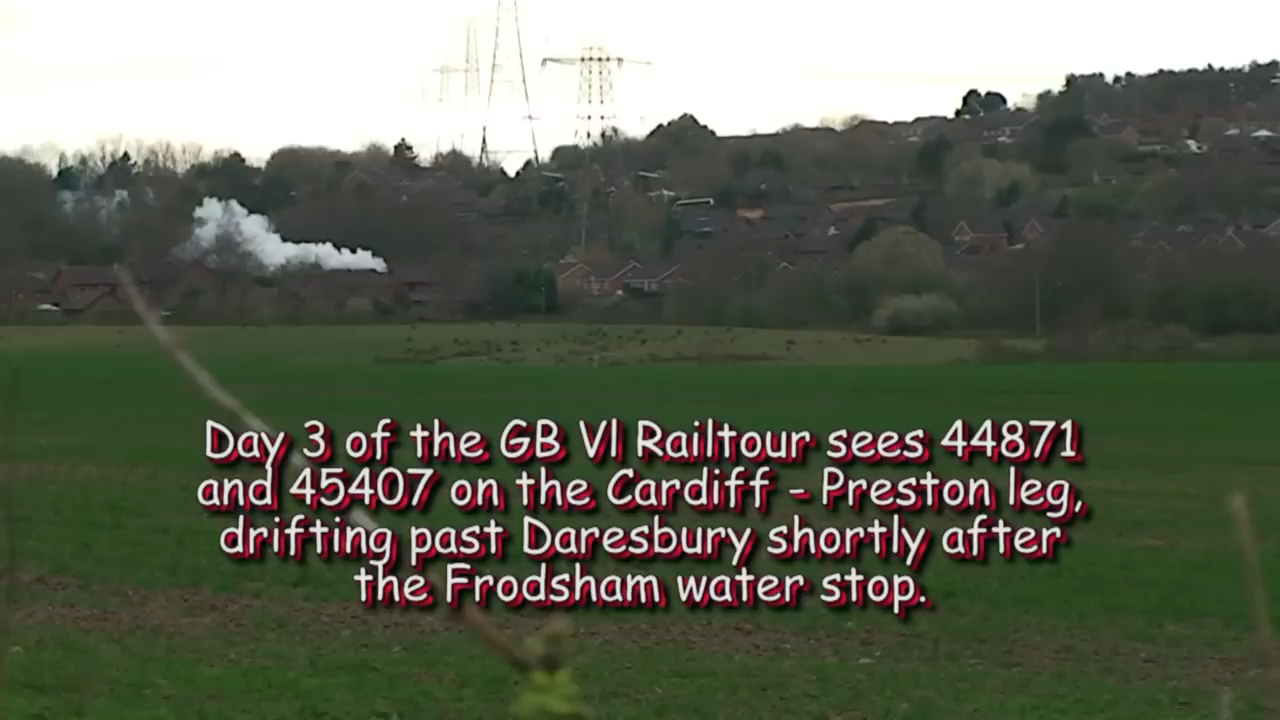 Day 3 of the GB Vl Railtour sees 44871
and 45407 on the Cardiff - Preston leg,
drifting past Daresbury shortly after
the Frodsham water stop.